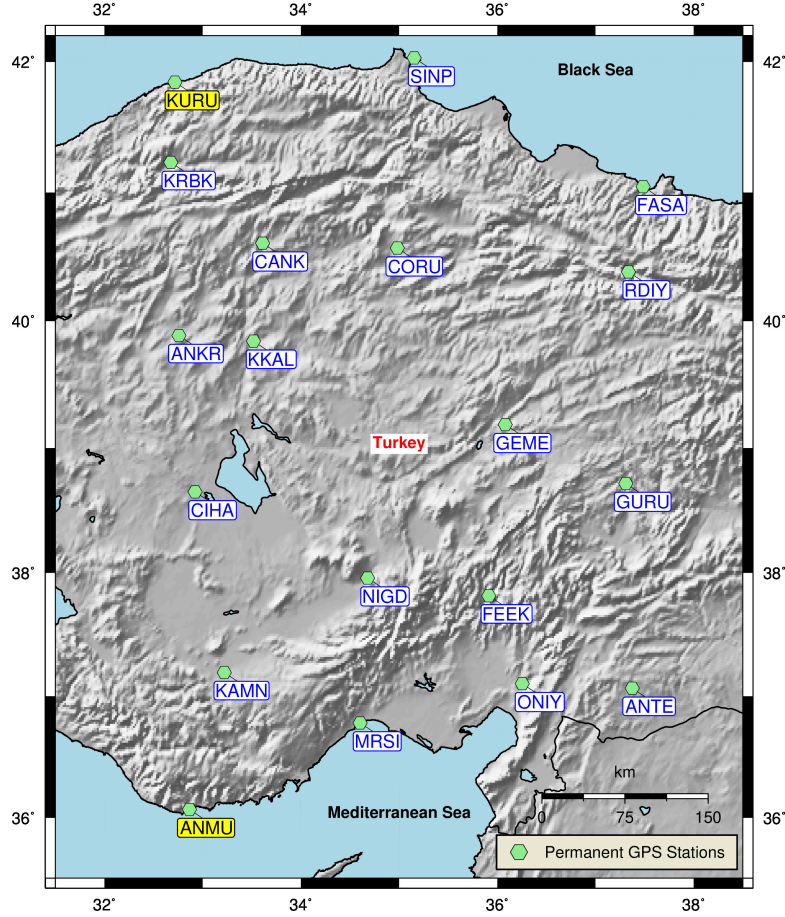 32° 34° 36° 38°
42°
42°
SINP
Black Sea
KURU
KRBK
FASA
CANK
CORU
RDIY
40°
40°
ANKR
KKAL
Turkey
GEME
CIHA
GURU
38°
38°
NIGD
FEEK
KAMN
ONIY
ANTE
MRSI
km
0 75 150
36°
36°
Mediterranean Sea
ANMU
Permanent GPS Stations
32° 34° 36° 38°